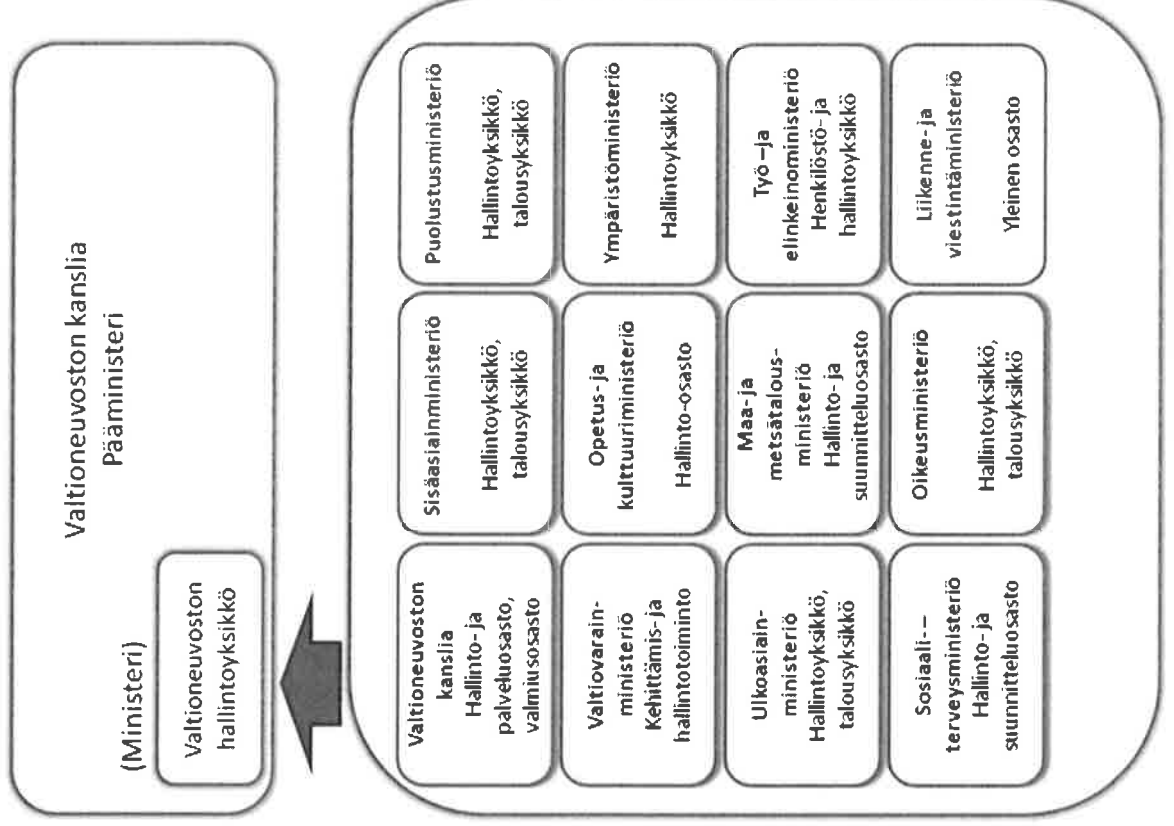 Valtioneuvoston kanslia
Pääministeri
(Ministeri)
Valtioneuvoston
hallintoyksikkö
Valtioneuvoston
kanslia
Hallinto- ja
palveluosasto,
valmiusosasto
Sisäasiainministeriö
Hallintoyksikkö,
talousyksikkö
Puolustusministeriö
Hallintoyksikkö,
talousyksikkö
Valtiovarain-
ministeriö
Kehittämis- ja
hallintotoiminto
Opetus- ja
kulttuuriministeriö
Hallinto-osasto
Ympäristöministeriö
Hallintoyksikkö
Ulkoasiain-
ministeriö
Hallintoyksikkö,
talousyksikkö
Maa- ja
metsätalous-
ministeriö
Hallinto- ja
suunnitteluosasto
Työ –ja
elinkeinoministeriö
Henkilöstö- ja
hallintoyksikkö
Sosiaali- –
terveysministeriö
Hallinto- ja
suunnitteluosasto
Oikeusministeriö
Hallintoyksikkö,
talousyksikkö
Liikenne- ja
viestintäministeriö
Yleinen osasto